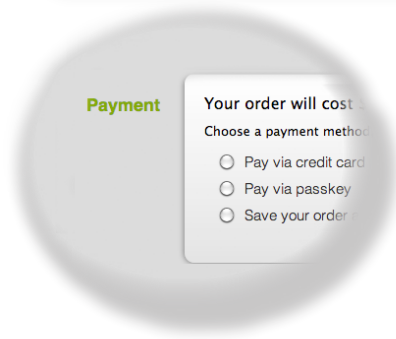 Payment
Your order will cost
Choose a payment method
Pay via credit card
Pay via passkey
Save your order